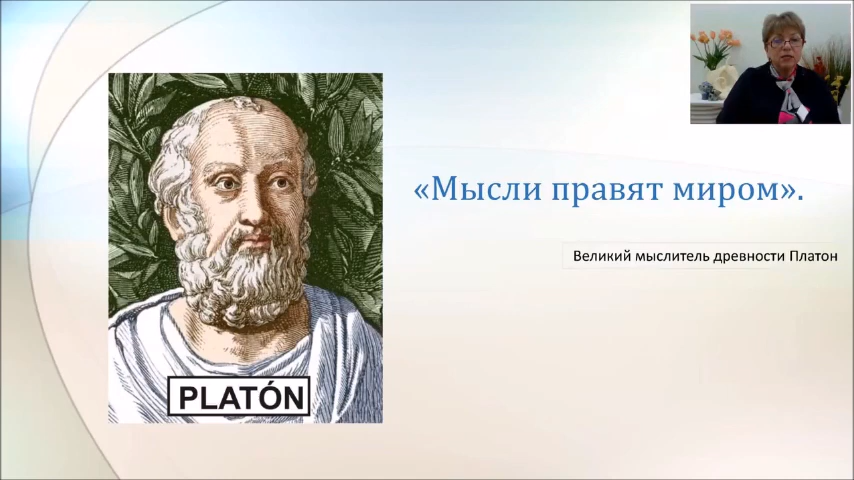 «Мысли правят миром».
Великий мыслитель древности Платон
PLATÓN